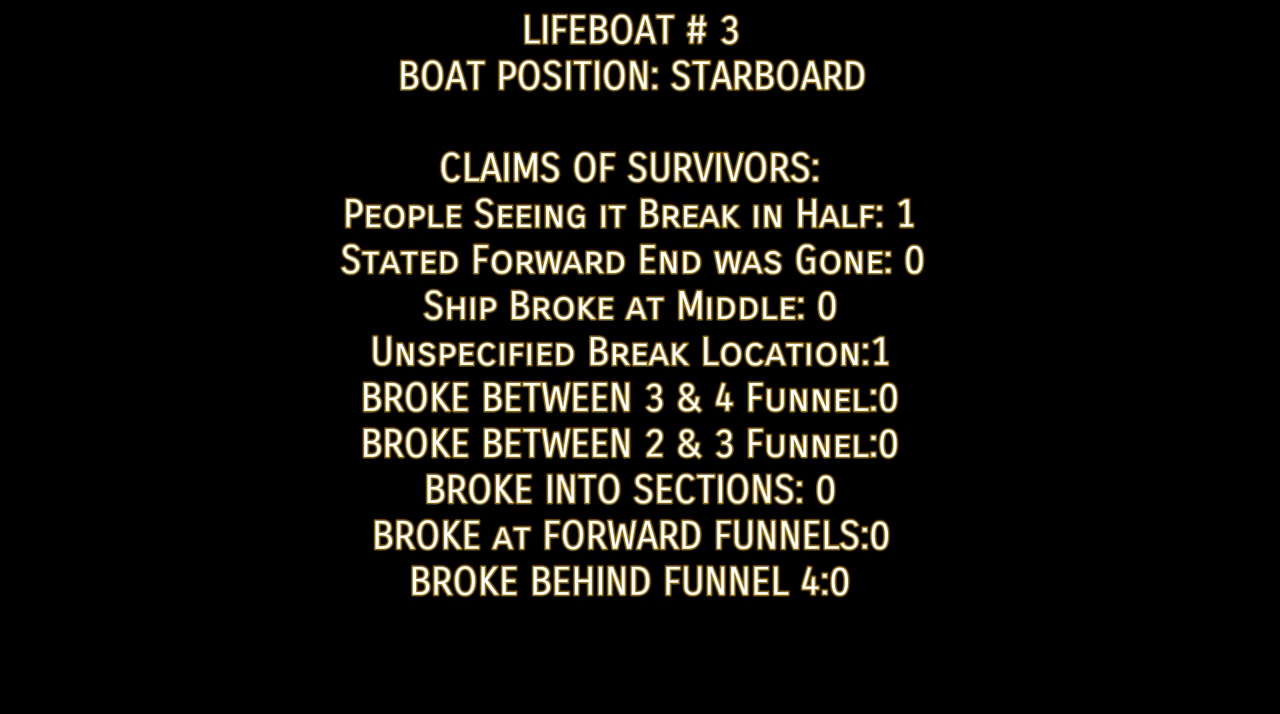 LIFEBOAT # 3
BOAT POSITION: STARBOARD
CLAIMS OF SURVIVORS:
People Seeing it Break in Half: 1
Stated Forward End was Gone: 0
Ship Broke at Middle: 0
Unspecified Break Location:1
BROKE BETWEEN 3 & 4 Funnel:0
BROKE BETWEEN 2 & 3 Funnel:0
BROKE INTO SECTIONS: 0
BROKE at FORWARD FUNNELS:0
BROKE BEHIND FUNNEL 4:0